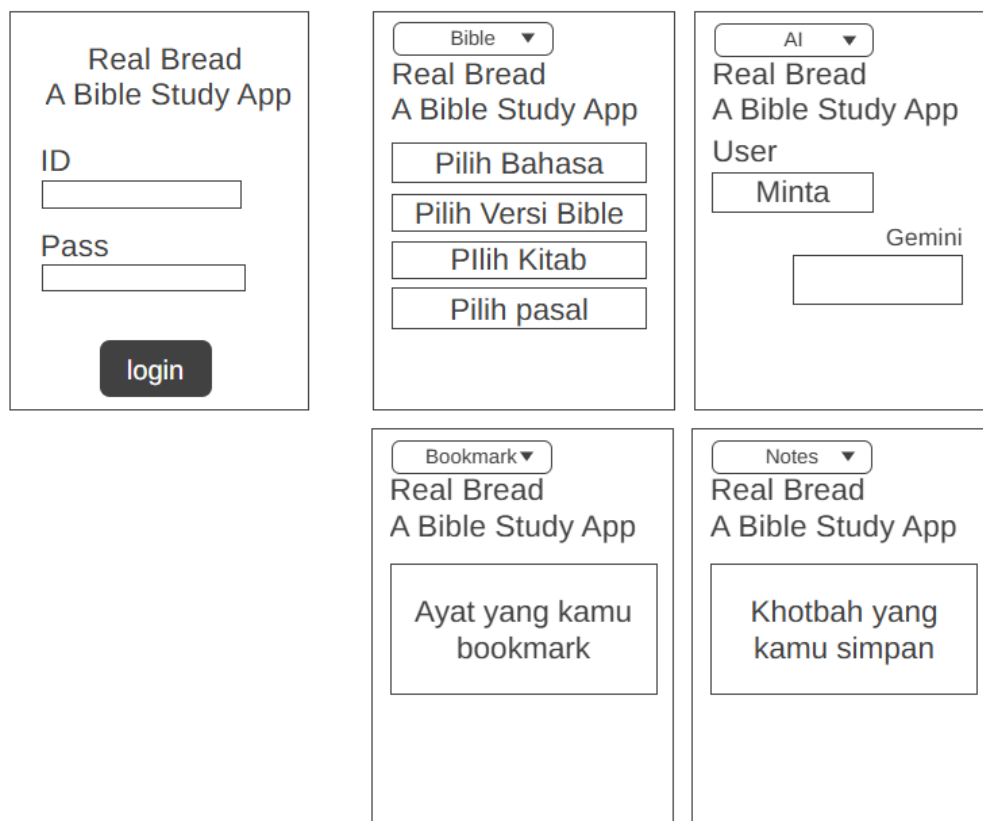 Real Bread
A Bible Study App
ID
Pass
login
Bible
Real Bread
A Bible Study App
Pilih Bahasa
Pilih Versi Bible
PIlih Kitab
Pilih pasal
AI
Real Bread
A Bible Study App
User
Minta
Gemini
Bookmark
Real Bread
A Bible Study App
Ayat yang kamu
bookmark
Notes
Real Bread
A Bible Study App
Khotbah yang
kamu simpan